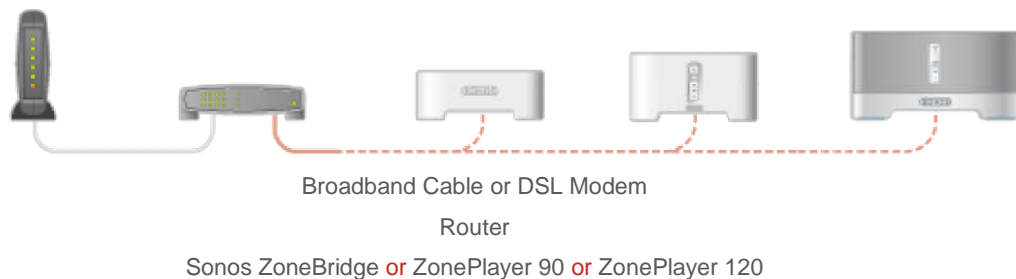 Broadband Cable or DSL Modem
Router
Sonos ZoneBridge or ZonePlayer 90 or ZonePlayer 120